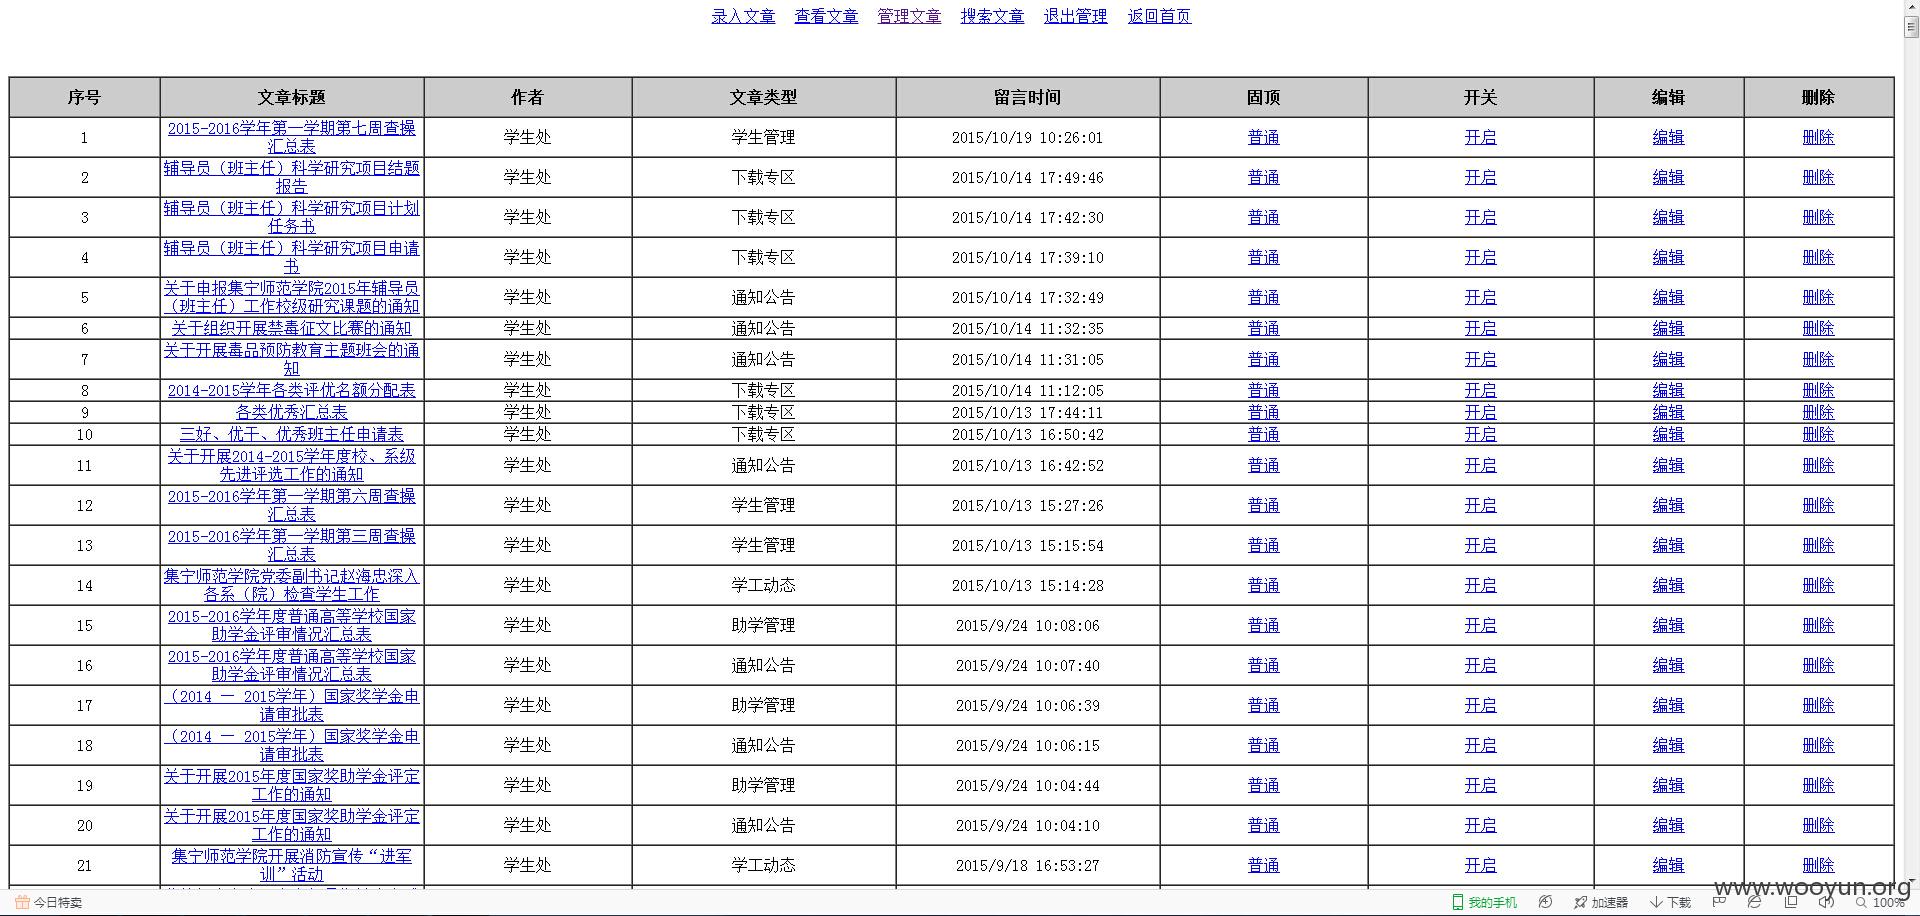 录入文章 查看文章 管理文章 搜索文章 退出管理 返回首页
序号 文章标题 作者 文章类型 留言时间 固顶 开关 编辑 删除
1 2015-2016学年第一学期第七周查操 学生处 学生管理 2015/10/19 10:26:01 普通 开启 编辑 删除
汇总表
2 辅导员（班主任）科学研究项目结题 学生处 下载专区 2015/10/14 17:49:46 普通 开启 编辑 删除
报告
3 辅导员（班主任）科学研究项目计划 学生处 下载专区 2015/10/14 17:42:30 普通 开启 编辑 删除
任务书
4 辅导员（班主任）科学研究项目申请 学生处 下载专区 2015/10/14 17:39:10 普通 开启 编辑 删除
书
5 关于申报集宁师范学院2015年辅导员 学生处 通知公告 2015/10/14 17:32:49 普通 开启 编辑 删除
（班主任）工作校级研究课题的通知
6 关于组织开展禁毒征文比赛的通知 学生处 通知公告 2015/10/14 11:32:35 普通 开启 编辑 删除
7 关于开展毒品预防教育主题班会的通 学生处 通知公告 2015/10/14 11:31:05 普通 开启 编辑 删除
知
8 2014-2015学年各类评优名额分配表 学生处 下载专区 2015/10/14 11:12:05 普通 开启 编辑 删除
9 各类优秀汇总表 学生处 下载专区 2015/10/13 17:44:11 普通 开启 编辑 删除
10 三好、优干、优秀班主任申请表 学生处 下载专区 2015/10/13 16:50:42 普通 开启 编辑 删除
11 关于开展2014-2015学年度校、系级 学生处 通知公告 2015/10/13 16:42:52 普通 开启 编辑 删除
先进评选工作的通知
12 2015-2016学年第一学期第六周查操 学生处 学生管理 2015/10/13 15:27:26 普通 开启 编辑 删除
汇总表
13 2015-2016学年第一学期第三周查操 学生处 学生管理 2015/10/13 15:15:54 普通 开启 编辑 删除
汇总表
14 集宁师范学院党委副书记赵海忠深入 学生处 学工动态 2015/10/13 15:14:28 普通 开启 编辑 删除
各系（院）检查学生工作
15 2015-2016学年度普通高等学校国家 学生处 助学管理 2015/9/24 10:08:06 普通 开启 编辑 删除
助学金评审情况汇总表
16 2015-2016学年度普通高等学校国家 学生处 通知公告 2015/9/24 10:07:40 普通 开启 编辑 删除
助学金评审情况汇总表
17 （2014 — 2015学年）国家奖学金申 学生处 助学管理 2015/9/24 10:06:39 普通 开启 编辑 删除
请审批表
18 （2014 — 2015学年）国家奖学金申 学生处 通知公告 2015/9/24 10:06:15 普通 开启 编辑 删除
请审批表
19 关于开展2015年度国家奖助学金评定 学生处 助学管理 2015/9/24 10:04:44 普通 开启 编辑 删除
工作的通知
20 关于开展2015年度国家奖助学金评定 学生处 通知公告 2015/9/24 10:04:10 普通 开启 编辑 删除
工作的通知
21 集宁师范学院开展消防宣传“进军 学生处 学工动态 2015/9/18 16:53:27 普通 开启 编辑 删除
训”活动
www.wooyun.org
今日特卖 我的手机 加速器 下载 100%